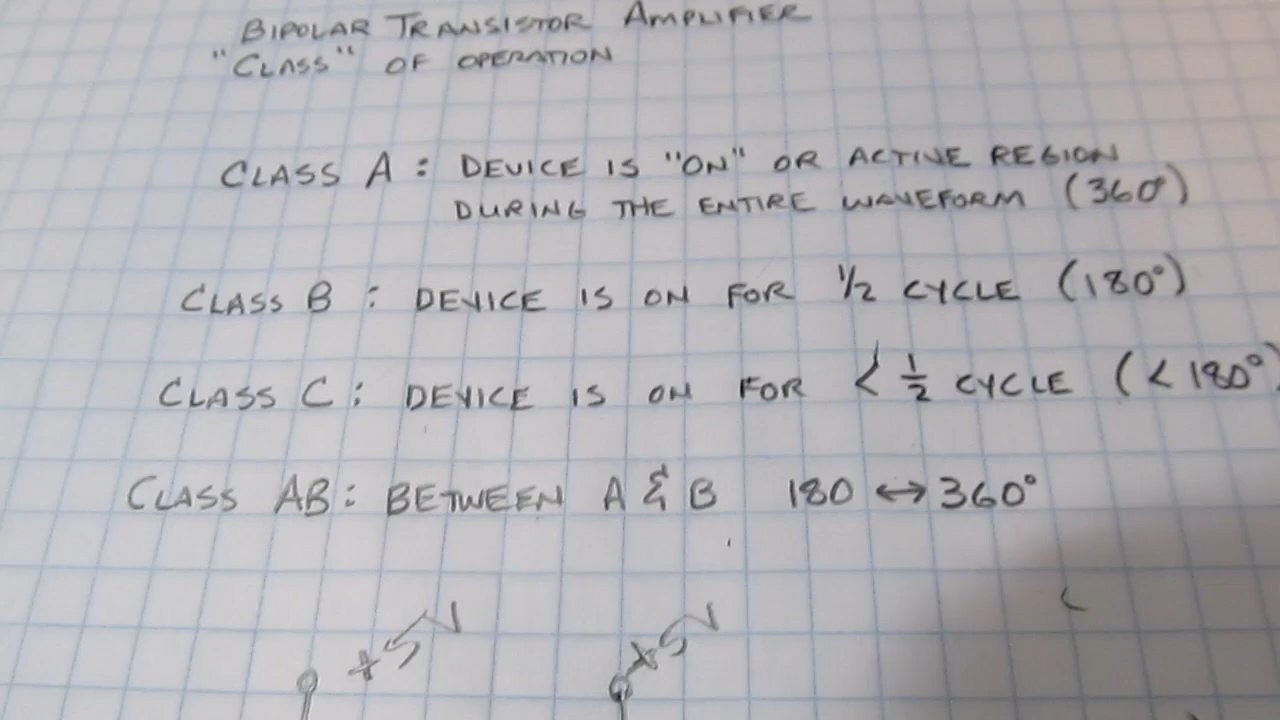 BIPOLAR TRANSISTOR AMPLIFIER
"CLASS" OF OPERATION
CLASS A : DEVICE IS "ON" OR ACTIVE REGION
DURING THE ENTIRE WAVEFORM (360°)
CLASS B : DEVICE IS ON FOR 1/2 CYCLE (180°)
CLASS C : DEVICE IS ON FOR < 1/2 CYCLE (< 180°)
CLASS AB : BETWEEN A & B 180 ↔ 360°
+5V +5V